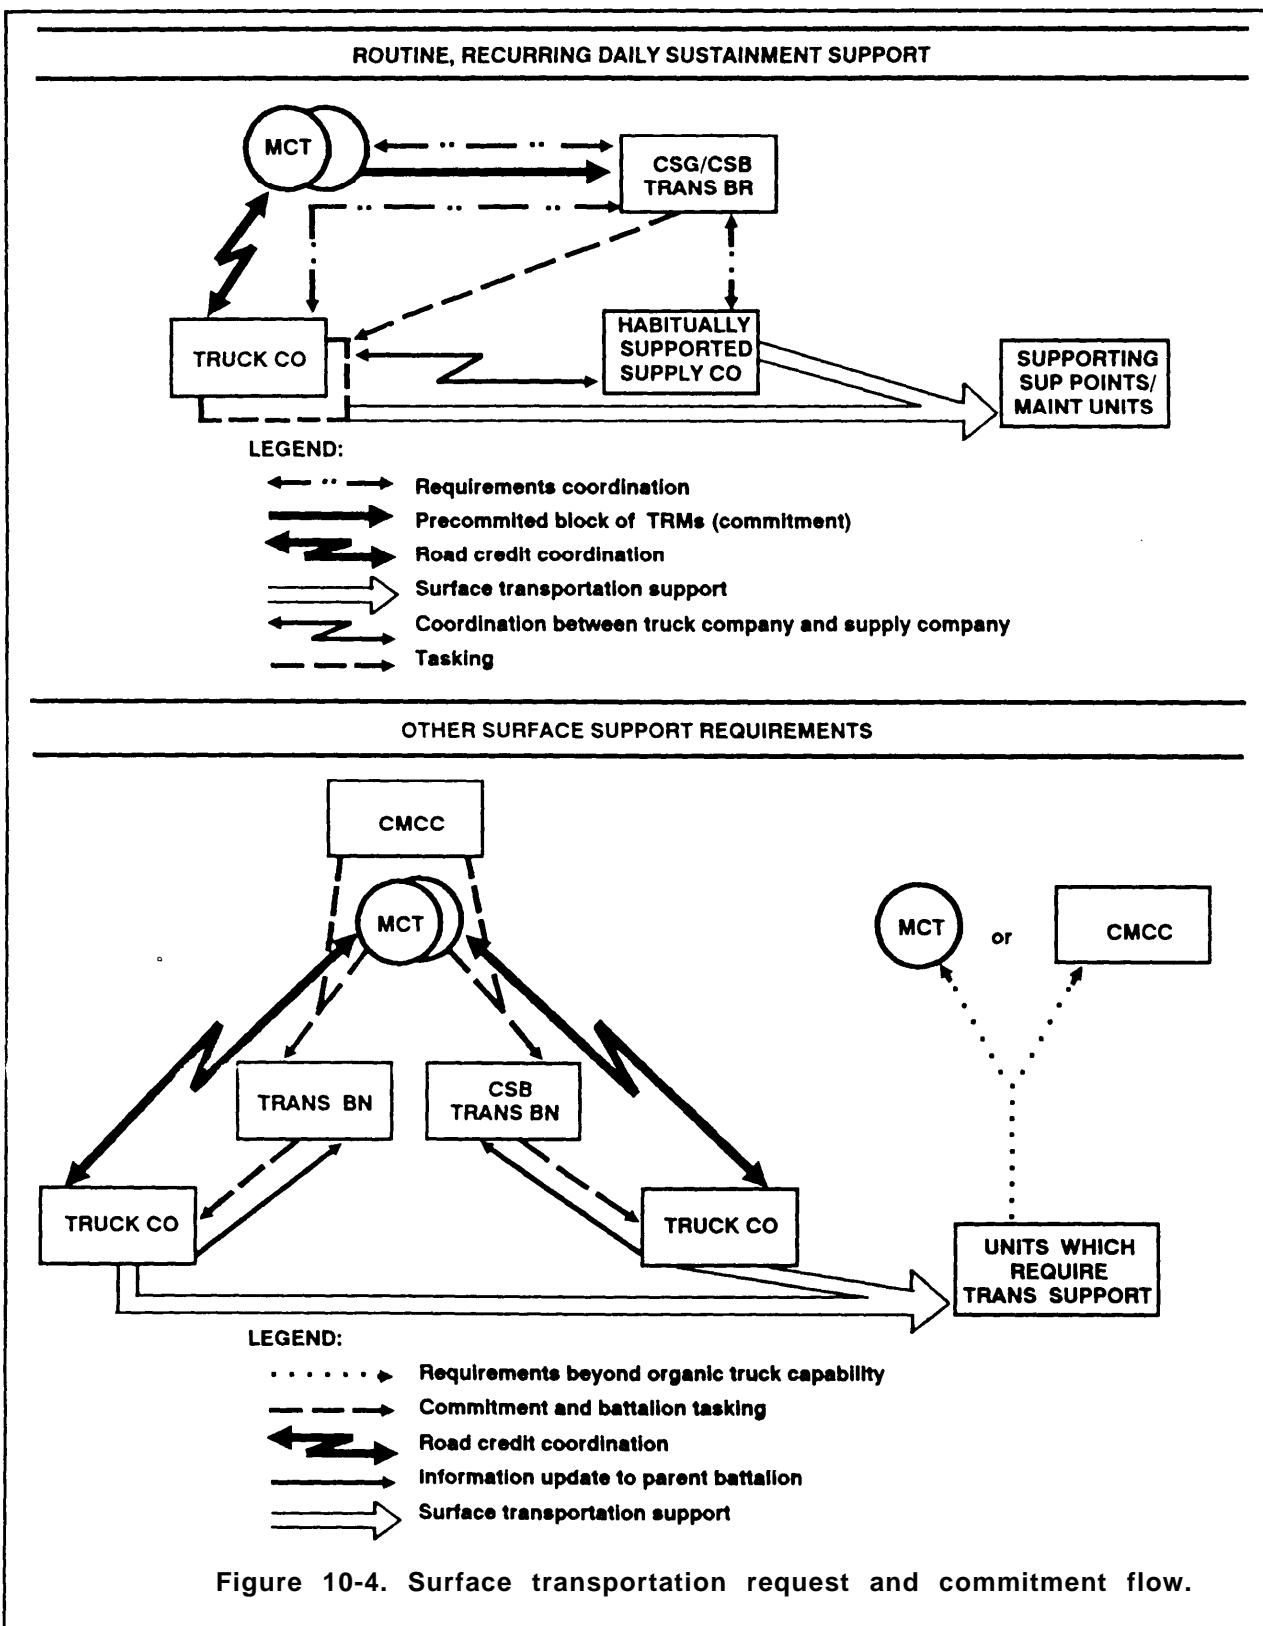 ROUTINE, RECURRING DAILY SUSTAINMENT SUPPORT
MCT
CSG/CSB
TRANS BR
TRUCK CO
HABITUALLY
SUPPORTED
SUPPLY CO
SUPPORTING
SUP POINTS/
MAINT UNITS
LEGEND:
Requirements coordination
Precommited block of TRMs (commitment)
Road credit coordination
Surface transportation support
Coordination between truck company and supply company
Tasking
OTHER SURFACE SUPPORT REQUIREMENTS
CMCC
MCT
MCT
or
CMCC
TRANS BN
CSB
TRANS BN
TRUCK CO
TRUCK CO
UNITS WHICH
REQUIRE
TRANS SUPPORT
LEGEND:
Requirements beyond organic truck capability
Commitment and battalion tasking
Road credit coordination
Information update to parent battalion
Surface transportation support
Figure 10-4. Surface transportation request and commitment flow.